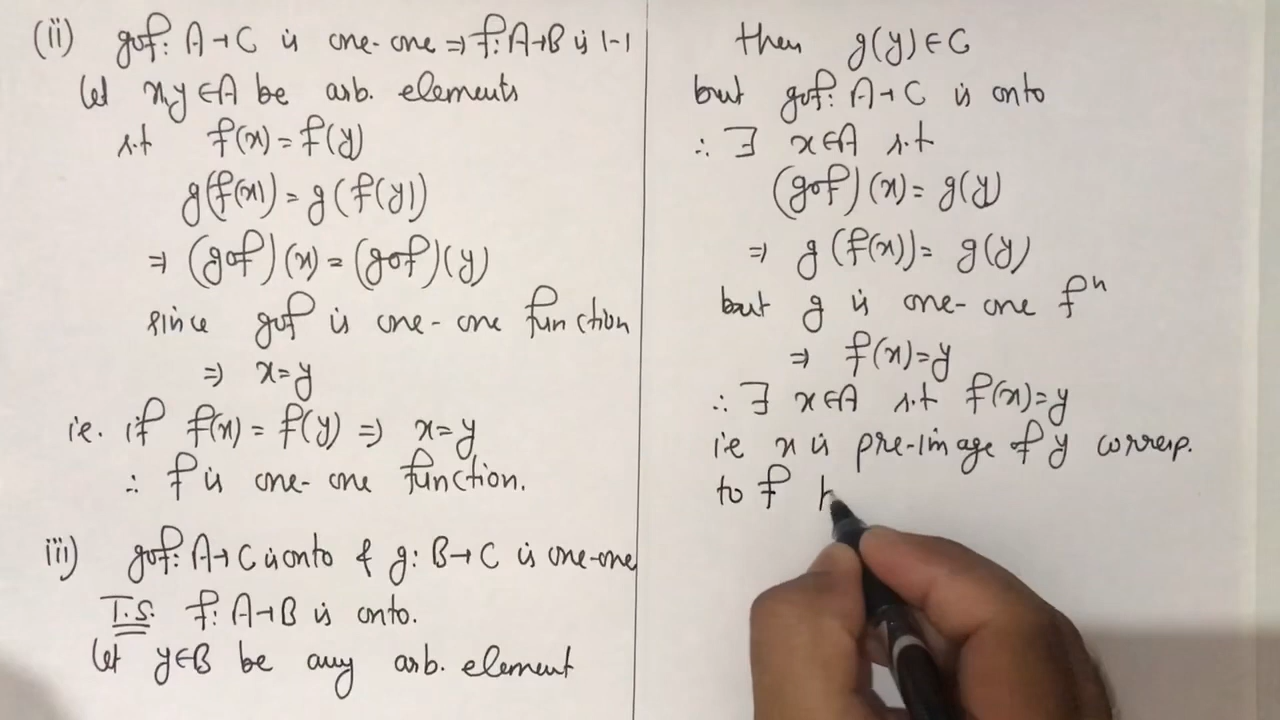 (ii) gof: A→C is one-one ⇒ f: A→B is 1-1
Let x,y ∈ A be arb. elements
s.t f(x) = f(y)
g(f(x)) = g(f(y))
⇒ (gof)(x) = (gof)(y)
since gof is one-one function
⇒ x=y
i.e. if f(x) = f(y) ⇒ x=y
∴ f is one-one function.
iii) gof: A→C is onto & g: B→C is one-one
T.S. f: A→B is onto.
Let y∈B be any arb. element
then g(y) ∈ C
but gof: A→C is onto
∴ ∃ x∈A s.t
(gof)(x) = g(y)
⇒ g(f(x)) = g(y)
but g is one-one fⁿ
⇒ f(x)=y
∴ ∃ x∈A s.t f(x)=y
i.e x is pre-image of y corresp.
to f